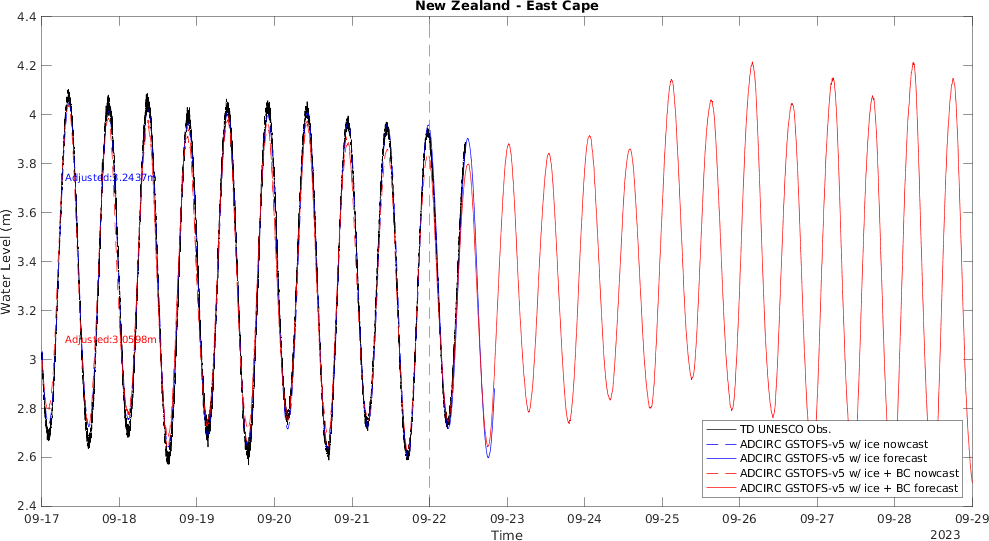 New Zealand - East Cape
Water Level (m)
4.4
4.2
4
3.8
3.6
3.4
3.2
3
2.8
2.6
2.4
Adjusted:3.2437m
Adjusted:3.0598m
TD UNESCO Obs.
ADCIRC GSTOFS-v5 w/ ice nowcast
ADCIRC GSTOFS-v5 w/ ice forecast
ADCIRC GSTOFS-v5 w/ ice + BC nowcast
ADCIRC GSTOFS-v5 w/ ice + BC forecast
09-17 09-18 09-19 09-20 09-21 09-22 09-23 09-24 09-25 09-26 09-27 09-28 09-29
Time
2023